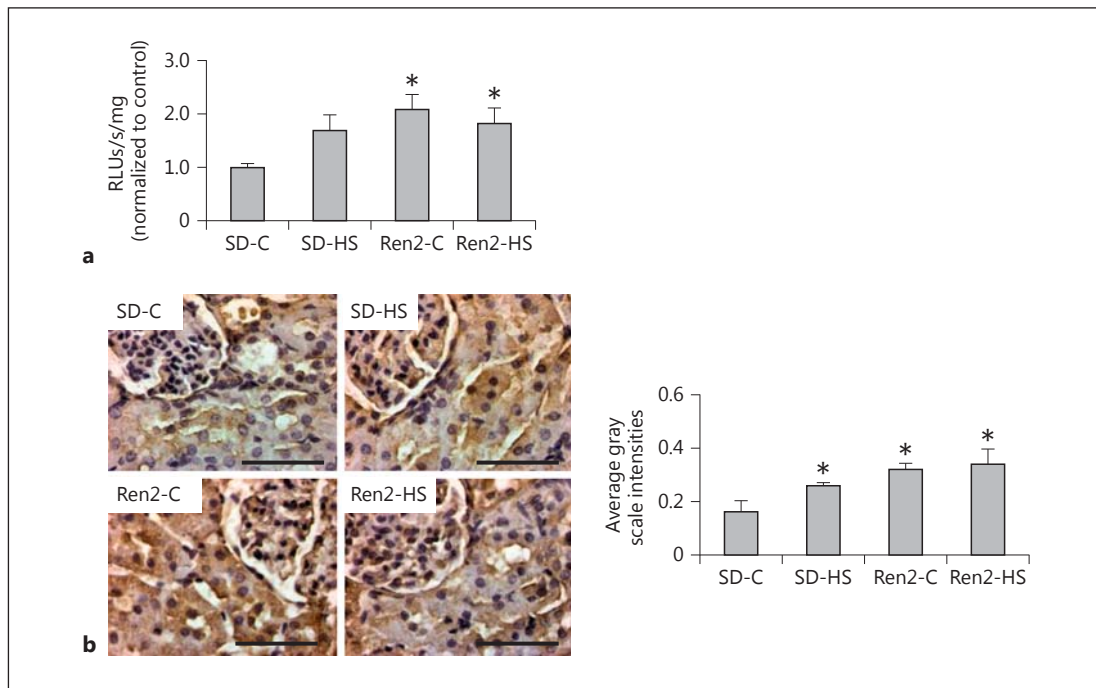 RLUs/s/mg
(normalized to control)
3.0
2.0
1.0
0
*
*
SD-C
SD-HS
Ren2-C
Ren2-HS
a
SD-C
SD-HS
Ren2-C
Ren2-HS
b
Average gray
scale intensities
0.6
0.4
0.2
0
*
*
*
SD-C
SD-HS
Ren2-C
Ren2-HS